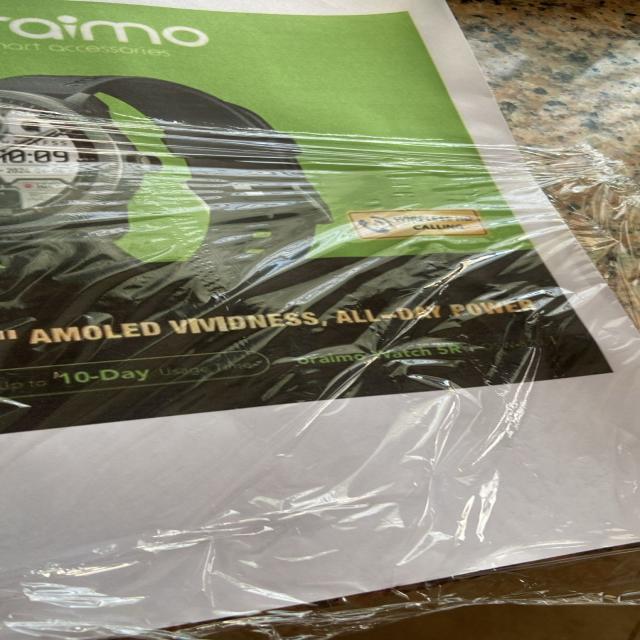 raimo
mart accessories
10:09
WIRELESS
CALLING
AMOLED VIVIDNESS, ALL-DAY POWER
up to 10-Day Usage Time
oraimo Watch 5R